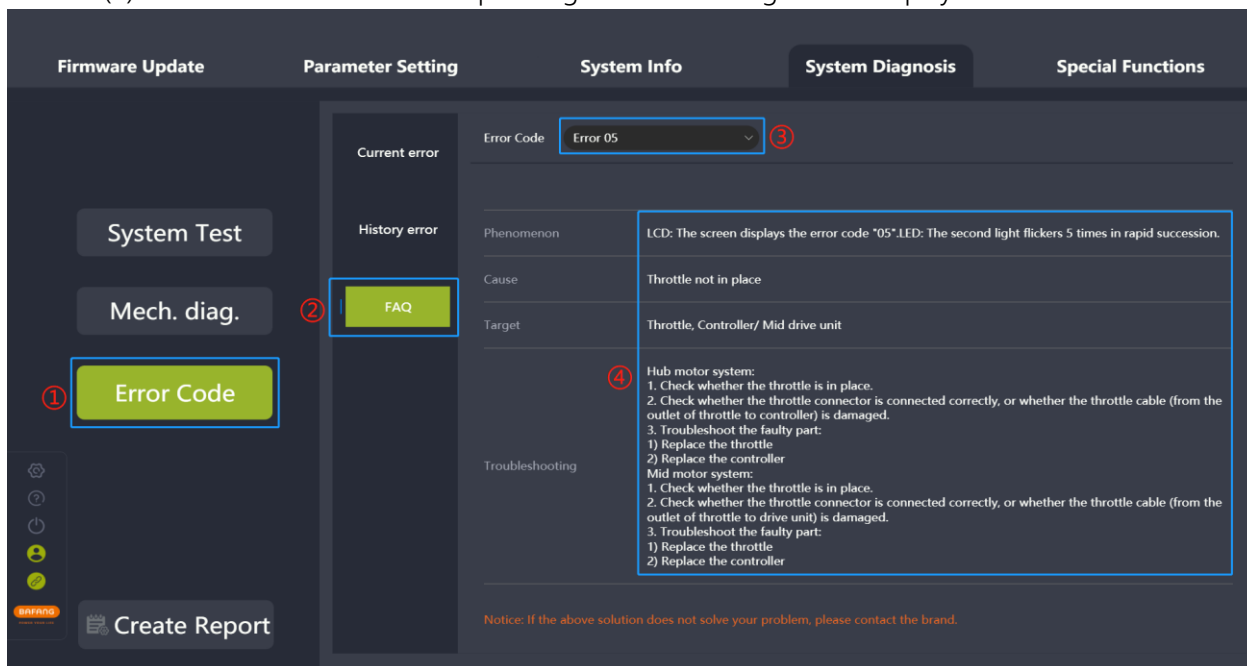 Firmware Update
Parameter Setting
System Info
System Diagnosis
Special Functions
Current error
Error Code
Error 05
③
System Test
History error
Phenomenon
LCD: The screen displays the error code "05".LED: The second light flickers 5 times in rapid succession.
Mech. diag.
②
FAQ
Cause
Throttle not in place
Target
Throttle, Controller/ Mid drive unit
①
Error Code
④
Troubleshooting
Hub motor system:
1. Check whether the throttle is in place.
2. Check whether the throttle connector is connected correctly, or whether the throttle cable (from the
outlet of throttle to controller) is damaged.
3. Troubleshoot the faulty part:
1) Replace the throttle
2) Replace the controller
Mid motor system:
1. Check whether the throttle is in place.
2. Check whether the throttle connector is connected correctly, or whether the throttle cable (from the
outlet of throttle to drive unit) is damaged.
3. Troubleshoot the faulty part:
1) Replace the throttle
2) Replace the controller
BAFANG
Create Report
Notice: If the above solution does not solve your problem, please contact the brand.